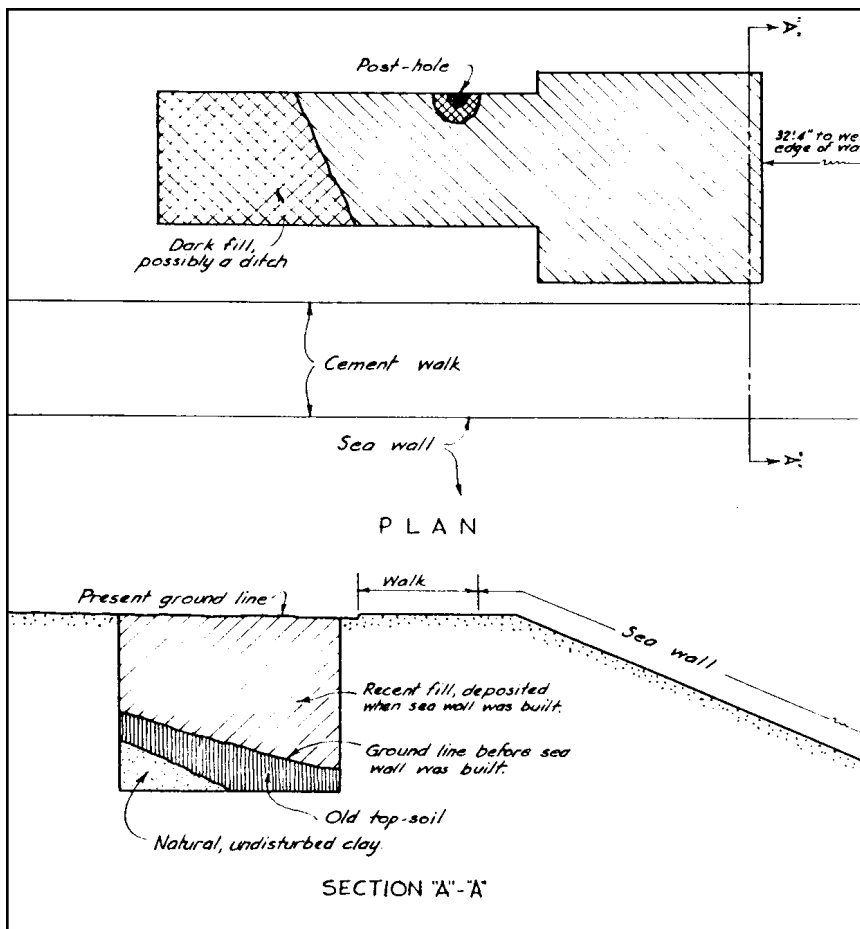 "A"
Post-hole
32'.4" to we
edge of wa
Dark fill,
possibly a ditch
Cement walk
Sea wall
"A"
PLAN
Walk
Present ground line
Sea wall
Recent fill, deposited
when sea wall was built.
Ground line before sea
wall was built.
Old top-soil
Natural, undisturbed clay.
SECTION "A"-"A"